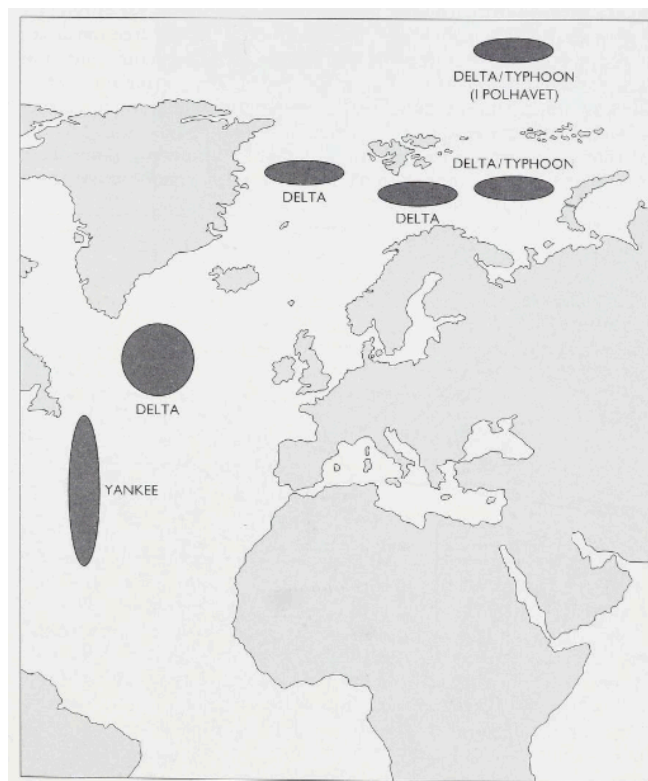 DELTA/TYPHOON
(I POLHAVET)
DELTA/TYPHOON
DELTA
DELTA
DELTA
YANKEE